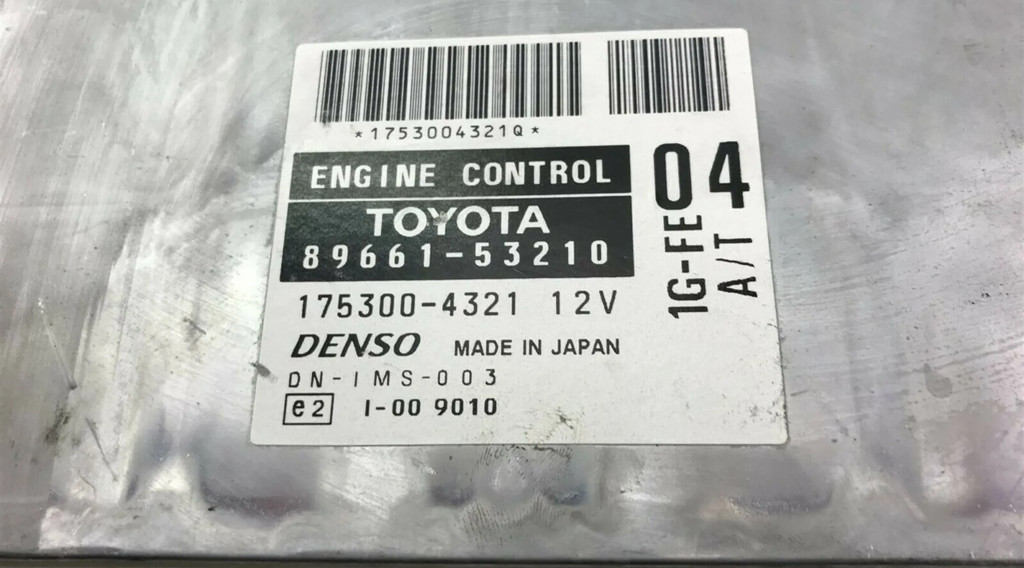 *1753004321Q*
ENGINE CONTROL
TOYOTA
89661-53210
175300-4321 12V
DENSO MADE IN JAPAN
DN-IMS-003
e2 I-00 9010
04
1G-FE
A/T